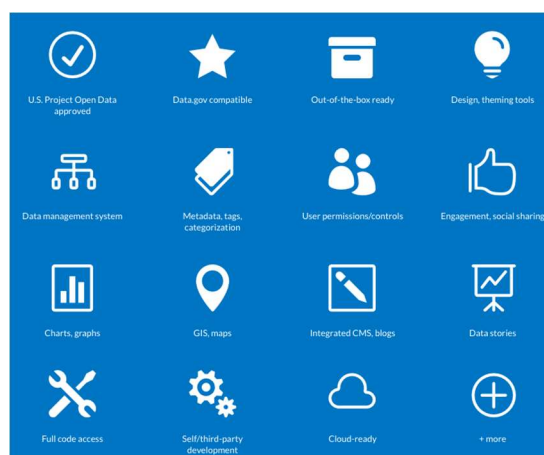 U.S. Project Open Data
approved
Data.gov compatible
Out-of-the-box ready
Design, theming tools
Data management system
Metadata, tags,
categorization
User permissions/controls
Engagement, social sharing
Charts, graphs
GIS, maps
Integrated CMS, blogs
Data stories
Full code access
Self/third-party
development
Cloud-ready
+ more